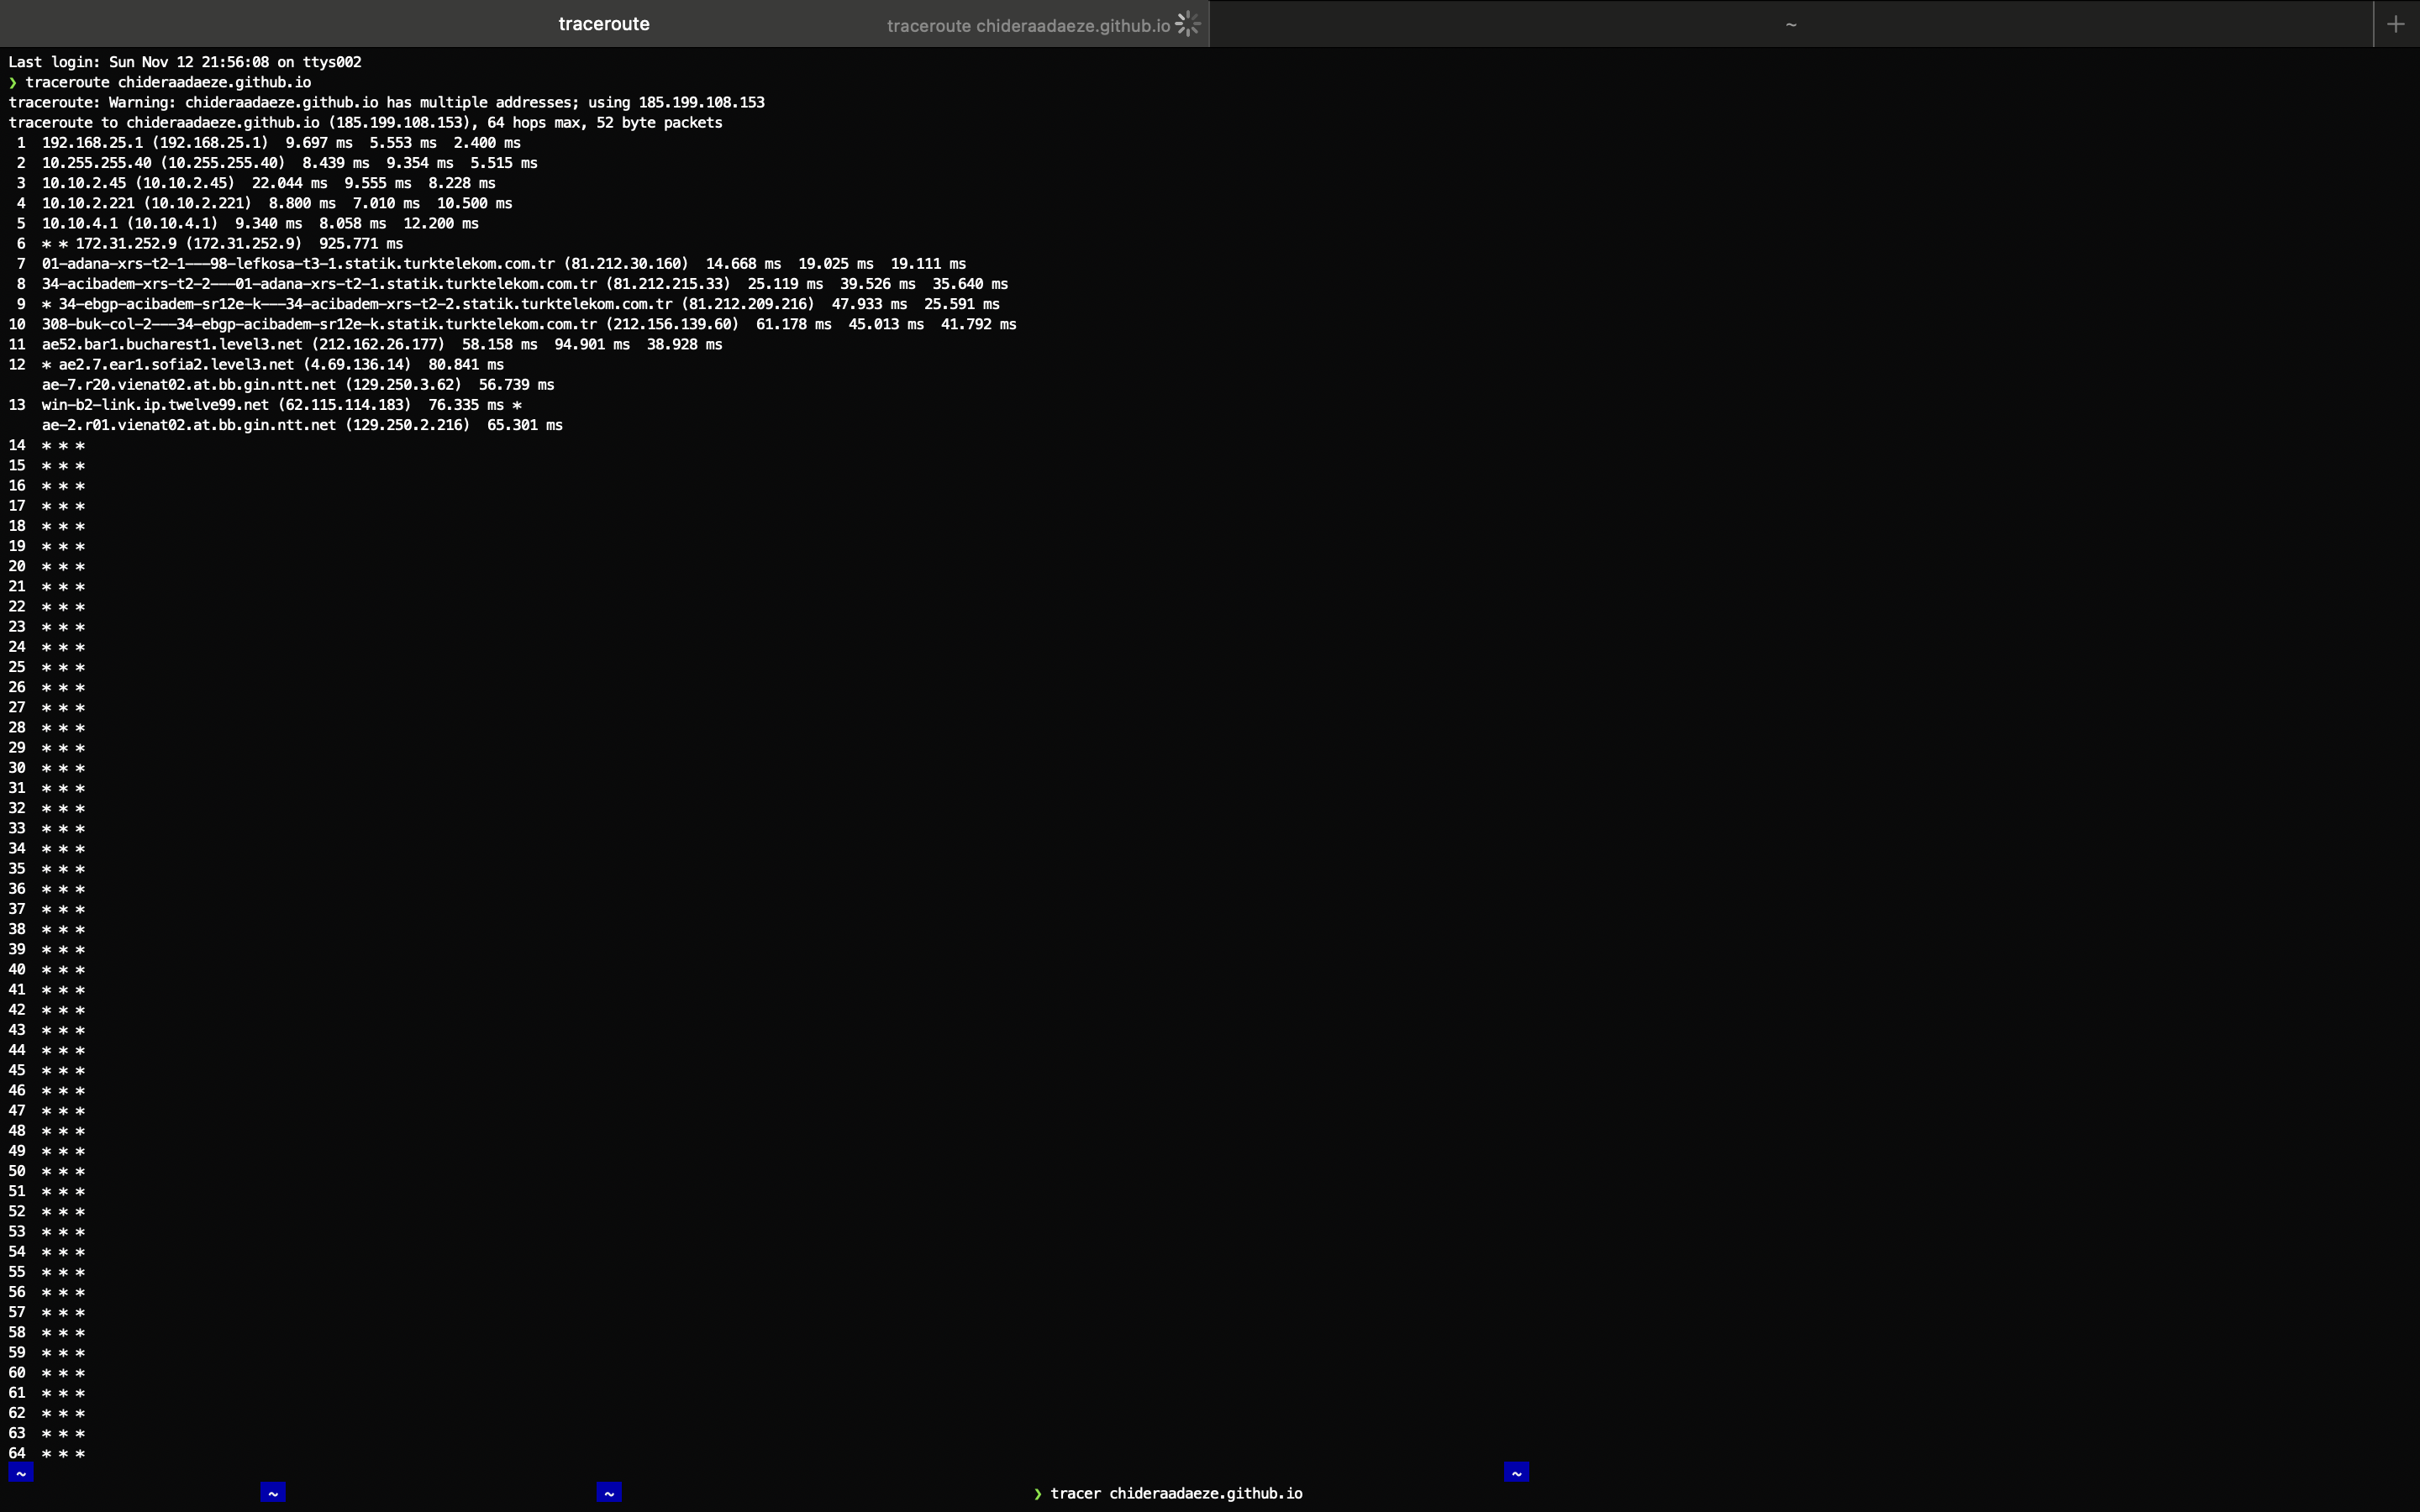 traceroute
traceroute chideraadaeze.github.io
~
+
Last login: Sun Nov 12 21:56:08 on ttys002
❯ traceroute chideraadaeze.github.io
traceroute: Warning: chideraadaeze.github.io has multiple addresses; using 185.199.108.153
traceroute to chideraadaeze.github.io (185.199.108.153), 64 hops max, 52 byte packets
 1  192.168.25.1 (192.168.25.1)  9.697 ms  5.553 ms  2.400 ms
 2  10.255.255.40 (10.255.255.40)  8.439 ms  9.354 ms  5.515 ms
 3  10.10.2.45 (10.10.2.45)  22.044 ms  9.555 ms  8.228 ms
 4  10.10.2.221 (10.10.2.221)  8.800 ms  7.010 ms  10.500 ms
 5  10.10.4.1 (10.10.4.1)  9.340 ms  8.058 ms  12.200 ms
 6  * * 172.31.252.9 (172.31.252.9)  925.771 ms
 7  01-adana-xrs-t2-1---98-lefkosa-t3-1.statik.turktelekom.com.tr (81.212.30.160)  14.668 ms  19.025 ms  19.111 ms
 8  34-acibadem-xrs-t2-2---01-adana-xrs-t2-1.statik.turktelekom.com.tr (81.212.215.33)  25.119 ms  39.526 ms  35.640 ms
 9  * 34-ebgp-acibadem-sr12e-k---34-acibadem-xrs-t2-2.statik.turktelekom.com.tr (81.212.209.216)  47.933 ms  25.591 ms
10  308-buk-col-2---34-ebgp-acibadem-sr12e-k.statik.turktelekom.com.tr (212.156.139.60)  61.178 ms  45.013 ms  41.792 ms
11  ae52.bar1.bucharest1.level3.net (212.162.26.177)  58.158 ms  94.901 ms  38.928 ms
12  * ae2.7.ear1.sofia2.level3.net (4.69.136.14)  80.841 ms
    ae-7.r20.vienat02.at.bb.gin.ntt.net (129.250.3.62)  56.739 ms
13  win-b2-link.ip.twelve99.net (62.115.114.183)  76.335 ms *
    ae-2.r01.vienat02.at.bb.gin.ntt.net (129.250.2.216)  65.301 ms
14  * * *
15  * * *
16  * * *
17  * * *
18  * * *
19  * * *
20  * * *
21  * * *
22  * * *
23  * * *
24  * * *
25  * * *
26  * * *
27  * * *
28  * * *
29  * * *
30  * * *
31  * * *
32  * * *
33  * * *
34  * * *
35  * * *
36  * * *
37  * * *
38  * * *
39  * * *
40  * * *
41  * * *
42  * * *
43  * * *
44  * * *
45  * * *
46  * * *
47  * * *
48  * * *
49  * * *
50  * * *
51  * * *
52  * * *
53  * * *
54  * * *
55  * * *
56  * * *
57  * * *
58  * * *
59  * * *
60  * * *
61  * * *
62  * * *
63  * * *
64  * * *
~ ~
~ ~ ❯ tracer chideraadaeze.github.io